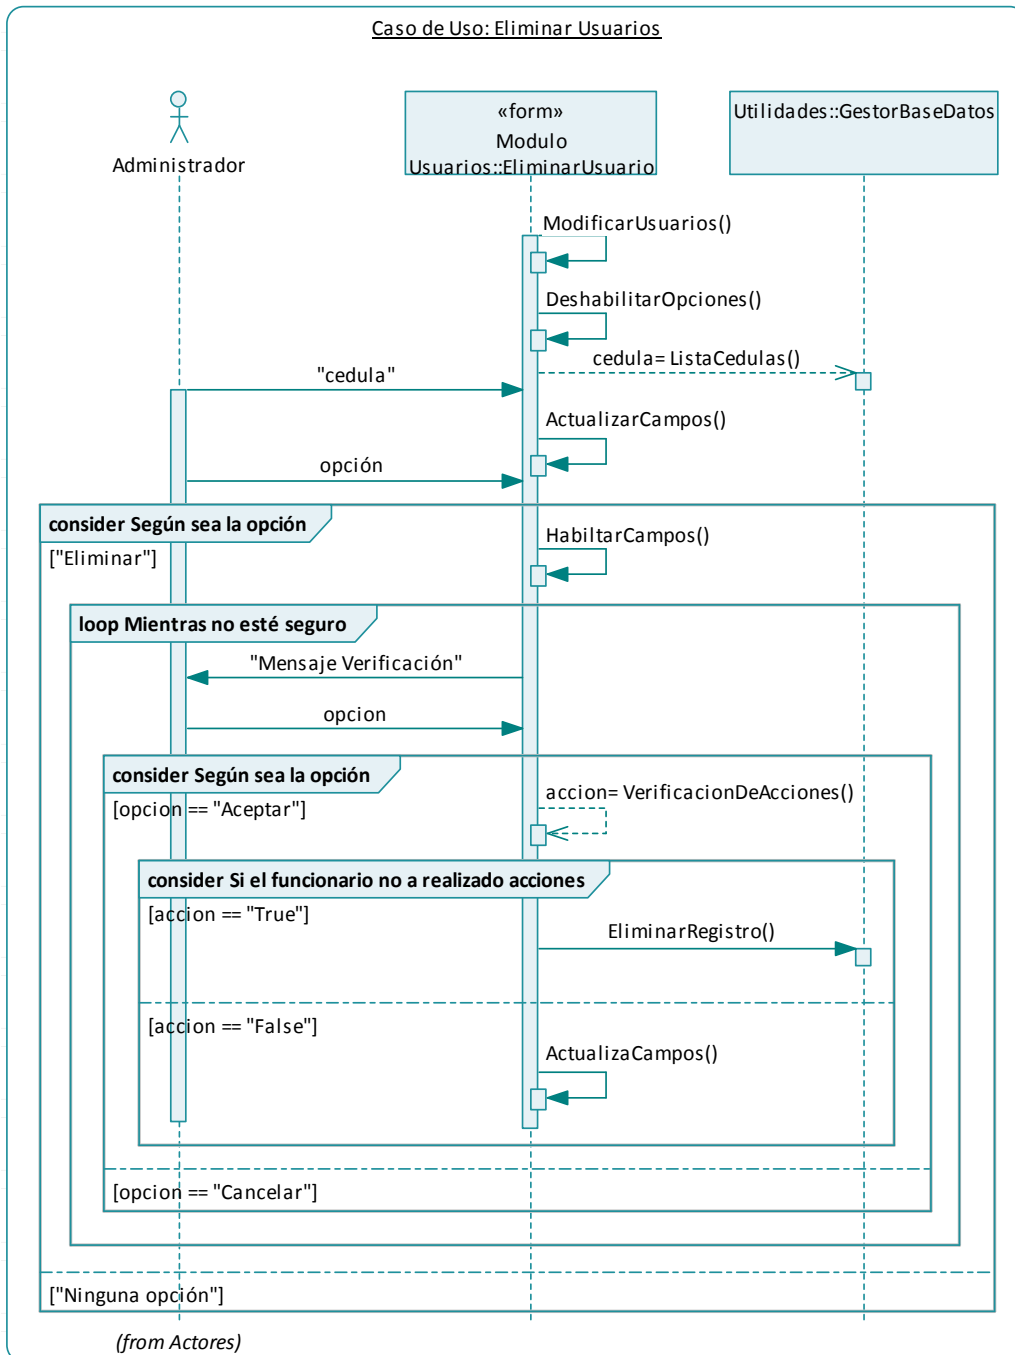 Caso de Uso: Eliminar Usuarios
Administrador
«form»
Modulo
Usuarios::EliminarUsuario
Utilidades::GestorBaseDatos
ModificarUsuarios()
DeshabilitarOpciones()
cedula= ListaCedulas()
"cedula"
ActualizarCampos()
opción
consider Según sea la opción
["Eliminar"]
HabiltarCampos()
loop Mientras no esté seguro
"Mensaje Verificación"
opcion
consider Según sea la opción
[opcion == "Aceptar"]
accion= VerificacionDeAcciones()
consider Si el funcionario no a realizado acciones
[accion == "True"]
EliminarRegistro()
[accion == "False"]
ActualizaCampos()
[opcion == "Cancelar"]
["Ninguna opción"]
(from Actores)